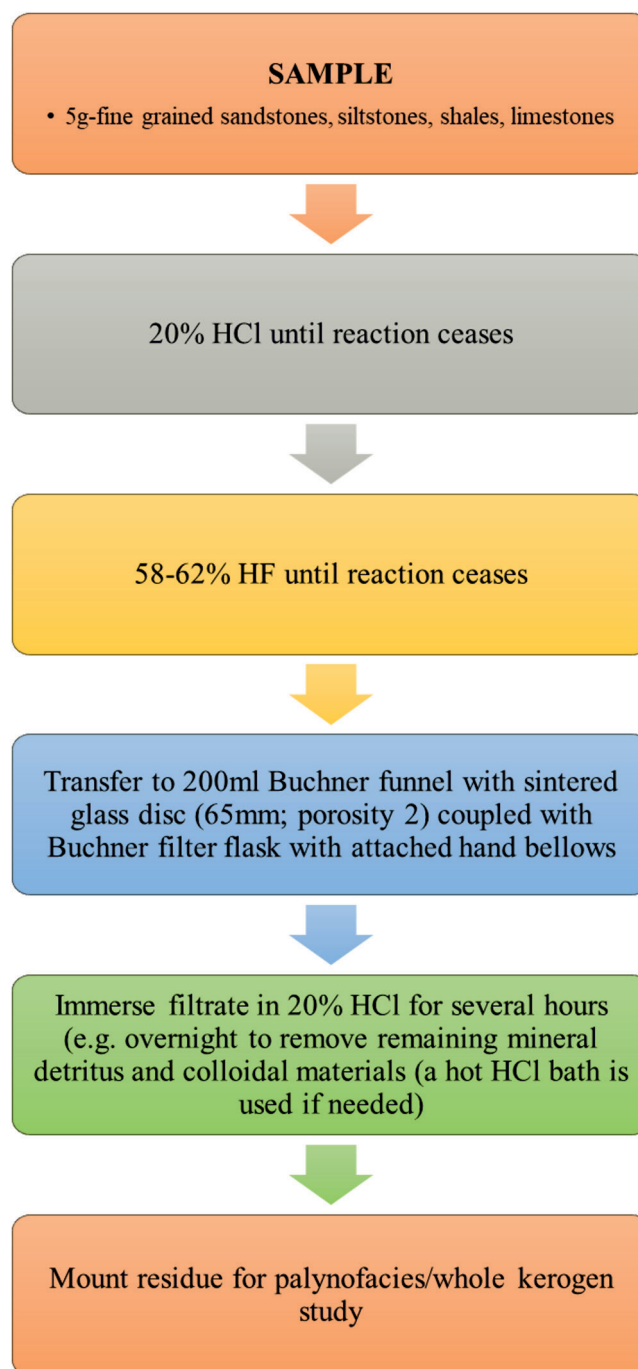 SAMPLE
• 5g-fine grained sandstones, siltstones, shales, limestones
20% HCl until reaction ceases
58-62% HF until reaction ceases
Transfer to 200ml Buchner funnel with sintered
glass disc (65mm; porosity 2) coupled with
Buchner filter flask with attached hand bellows
Immerse filtrate in 20% HCl for several hours
(e.g. overnight to remove remaining mineral
detritus and colloidal materials (a hot HCl bath is
used if needed)
Mount residue for palynofacies/whole kerogen
study